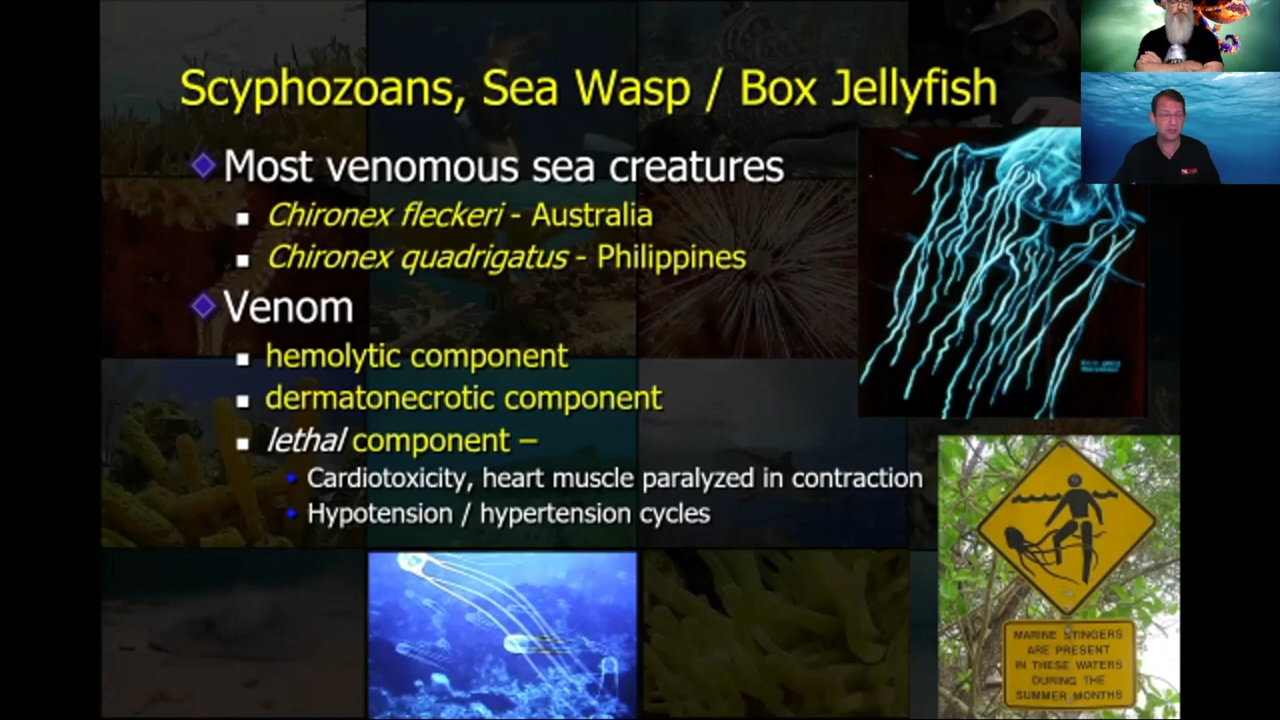 Scyphozoans, Sea Wasp / Box Jellyfish
Most venomous sea creatures
Chironex fleckeri - Australia
Chironex quadrigatus - Philippines
Venom
hemolytic component
dermatonecrotic component
lethal component –
Cardiotoxicity, heart muscle paralyzed in contraction
Hypotension / hypertension cycles
MARINE STINGERS
ARE PRESENT
IN THESE WATERS
DURING THE
SUMMER MONTHS